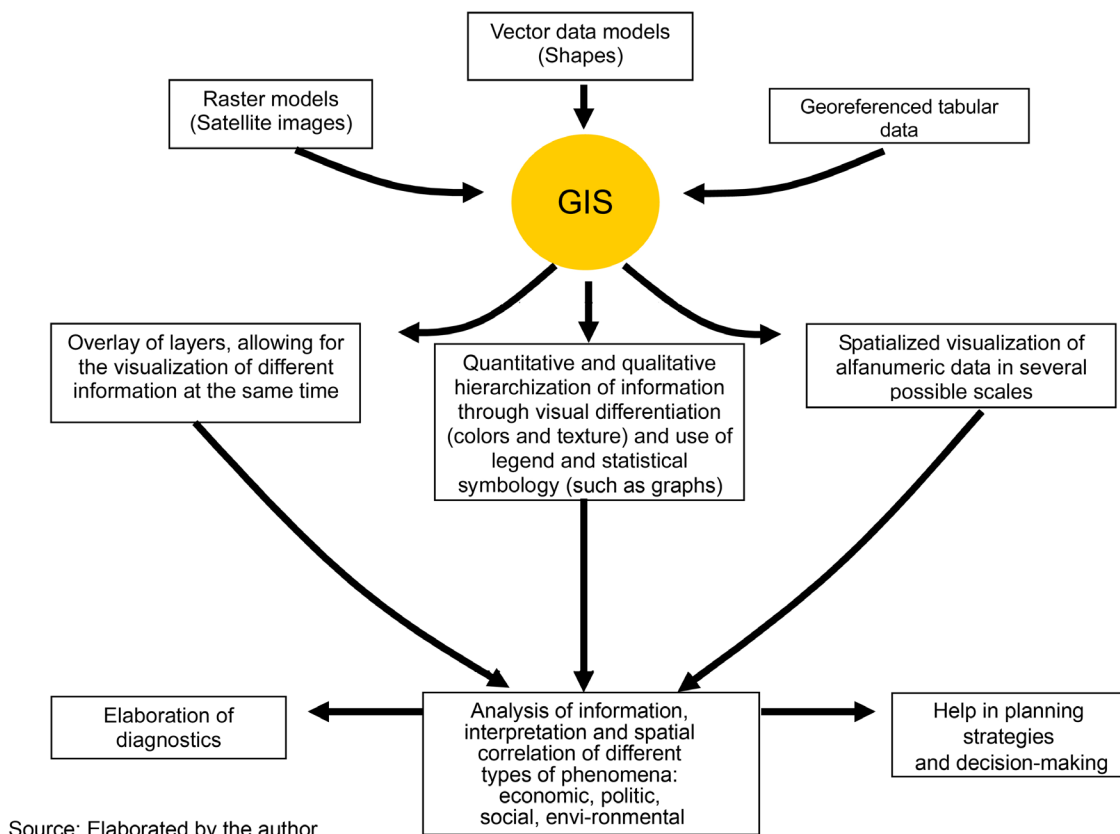 Vector data models
(Shapes)
Raster models
(Satellite images)
Georeferenced tabular
data
GIS
Overlay of layers, allowing for
the visualization of different
information at the same time
Quantitative and qualitative
hierarchization of information
through visual differentiation
(colors and texture) and use of
legend and statistical
symbology (such as graphs)
Spatialized visualization of
alfanumeric data in several
possible scales
Elaboration of
diagnostics
Analysis of information,
interpretation and spatial
correlation of different
types of phenomena:
economic, politic,
social, envi-ronmental
Help in planning
strategies
and decision-making
Source: Elaborated by the author